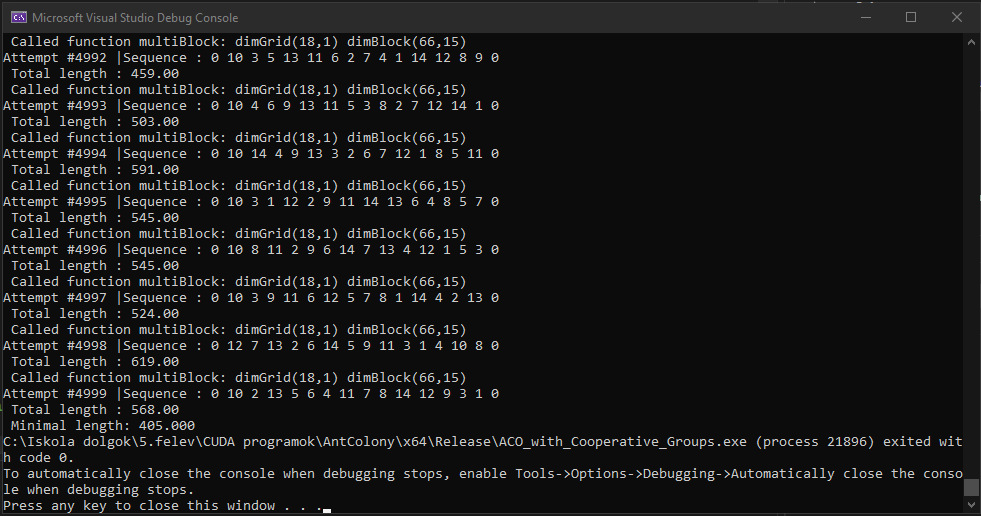 Microsoft Visual Studio Debug Console
Called function multiBlock: dimGrid(18,1) dimBlock(66,15)
Attempt #4992 |Sequence : 0 10 3 5 13 11 6 2 7 4 1 14 12 8 9 0
Total length : 459.00
Called function multiBlock: dimGrid(18,1) dimBlock(66,15)
Attempt #4993 |Sequence : 0 10 4 6 9 13 11 5 3 8 2 7 12 14 1 0
Total length : 503.00
Called function multiBlock: dimGrid(18,1) dimBlock(66,15)
Attempt #4994 |Sequence : 0 10 14 4 9 13 3 2 6 7 12 1 8 5 11 0
Total length : 591.00
Called function multiBlock: dimGrid(18,1) dimBlock(66,15)
Attempt #4995 |Sequence : 0 10 3 1 12 2 9 11 14 13 6 4 8 5 7 0
Total length : 545.00
Called function multiBlock: dimGrid(18,1) dimBlock(66,15)
Attempt #4996 |Sequence : 0 10 8 11 2 9 6 14 7 13 4 12 1 5 3 0
Total length : 545.00
Called function multiBlock: dimGrid(18,1) dimBlock(66,15)
Attempt #4997 |Sequence : 0 10 3 9 11 6 12 5 7 8 1 14 4 2 13 0
Total length : 524.00
Called function multiBlock: dimGrid(18,1) dimBlock(66,15)
Attempt #4998 |Sequence : 0 12 7 13 2 6 14 5 9 11 3 1 4 10 8 0
Total length : 619.00
Called function multiBlock: dimGrid(18,1) dimBlock(66,15)
Attempt #4999 |Sequence : 0 10 2 13 5 6 4 11 7 8 14 12 9 3 1 0
Total length : 568.00
Minimal length: 405.000
C:\Iskola dolgok\5.felev\CUDA programok\AntColony\x64\Release\ACO_with_Cooperative_Groups.exe (process 21896) exited wit
h code 0.
To automatically close the console when debugging stops, enable Tools->Options->Debugging->Automatically close the conso
le when debugging stops.
Press any key to close this window . . .